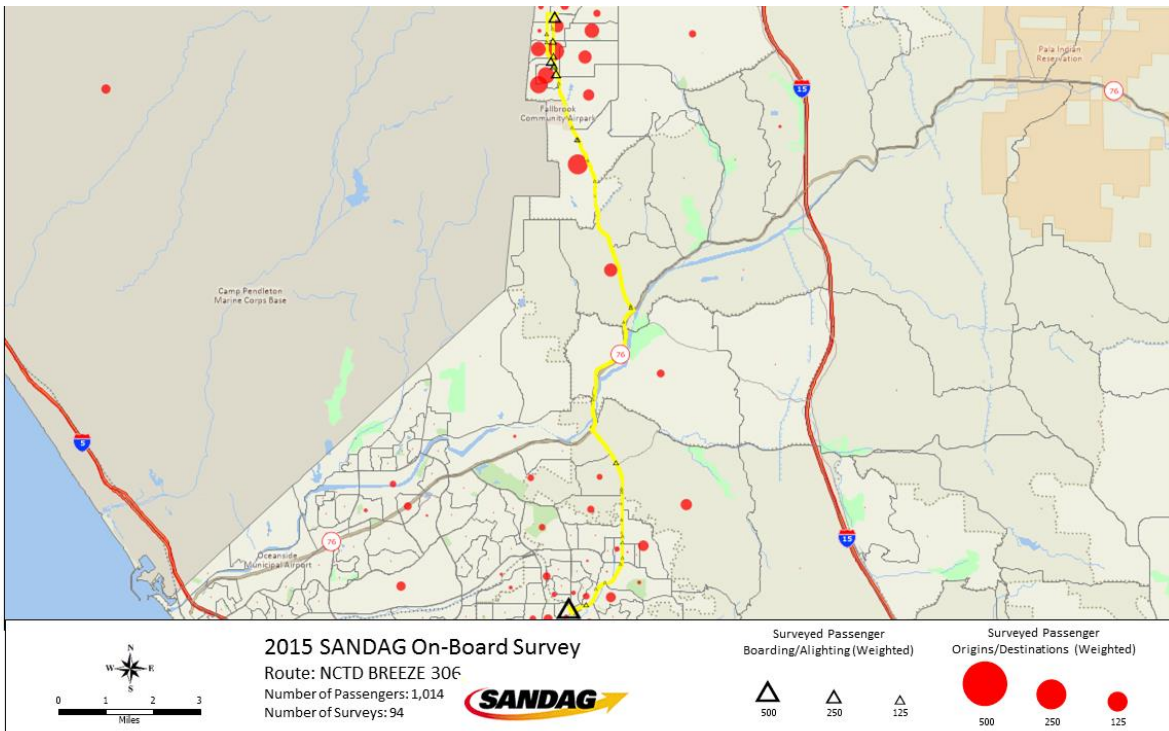 Pala Indian
Reservation
15
76
Fallbrook
Community Airpark
Camp Pendleton
Marine Corps Base
76
5
76
15
Oceanside
Municipal Airport
N
W E
S
0 1 2 3
Miles
2015 SANDAG On-Board Survey
Route: NCTD BREEZE 306
Number of Passengers: 1,014
Number of Surveys: 94
SANDAG
Surveyed Passenger
Boarding/Alighting (Weighted)
500 250 125
Surveyed Passenger
Origins/Destinations (Weighted)
500 250 125